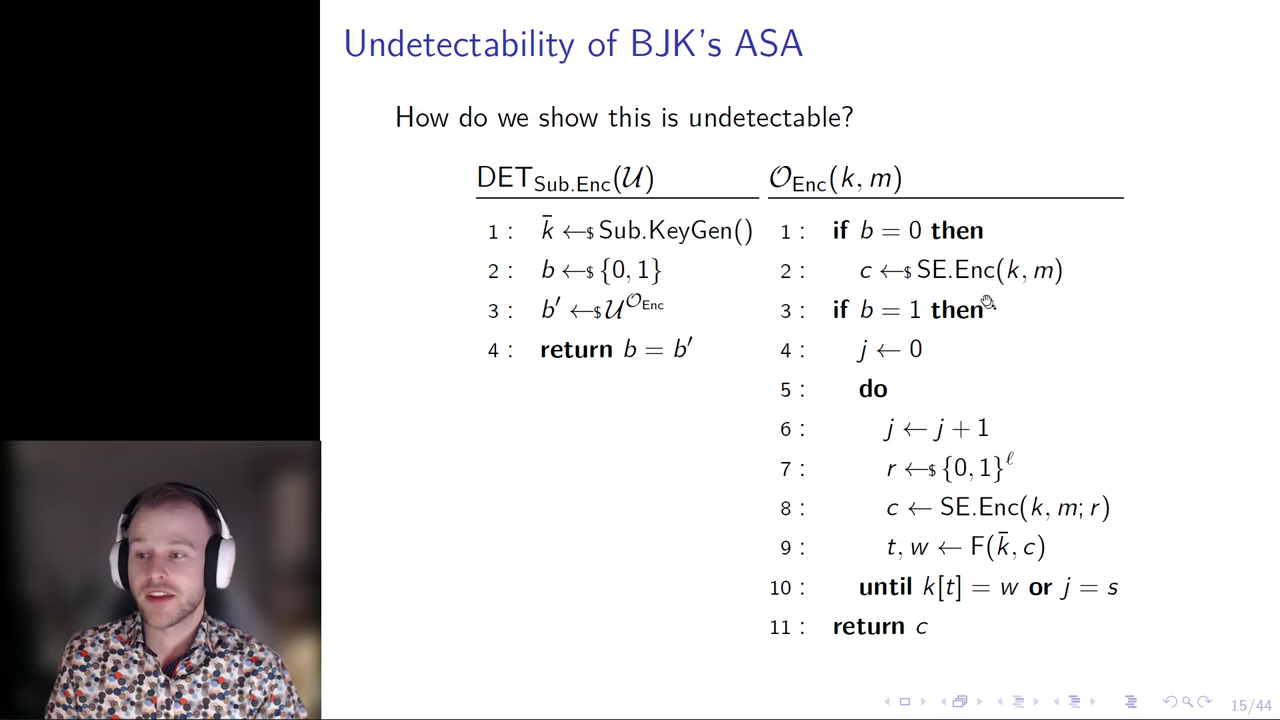 Undetectability of BJK's ASA
How do we show this is undetectable?
DET_Sub.Enc(𝒰)
1 : k̄ ←$ Sub.KeyGen()
2 : b ←$ {0, 1}
3 : b′ ←$ 𝒰^𝒪_Enc
4 : return b = b′
𝒪_Enc(k, m)
1 : if b = 0 then
2 : c ←$ SE.Enc(k, m)
3 : if b = 1 then
4 : j ← 0
5 : do
6 : j ← j + 1
7 : r ←$ {0, 1}^ℓ
8 : c ← SE.Enc(k, m; r)
9 : t, w ← F(k̄, c)
10 : until k[t] = w or j = s
11 : return c
15/44